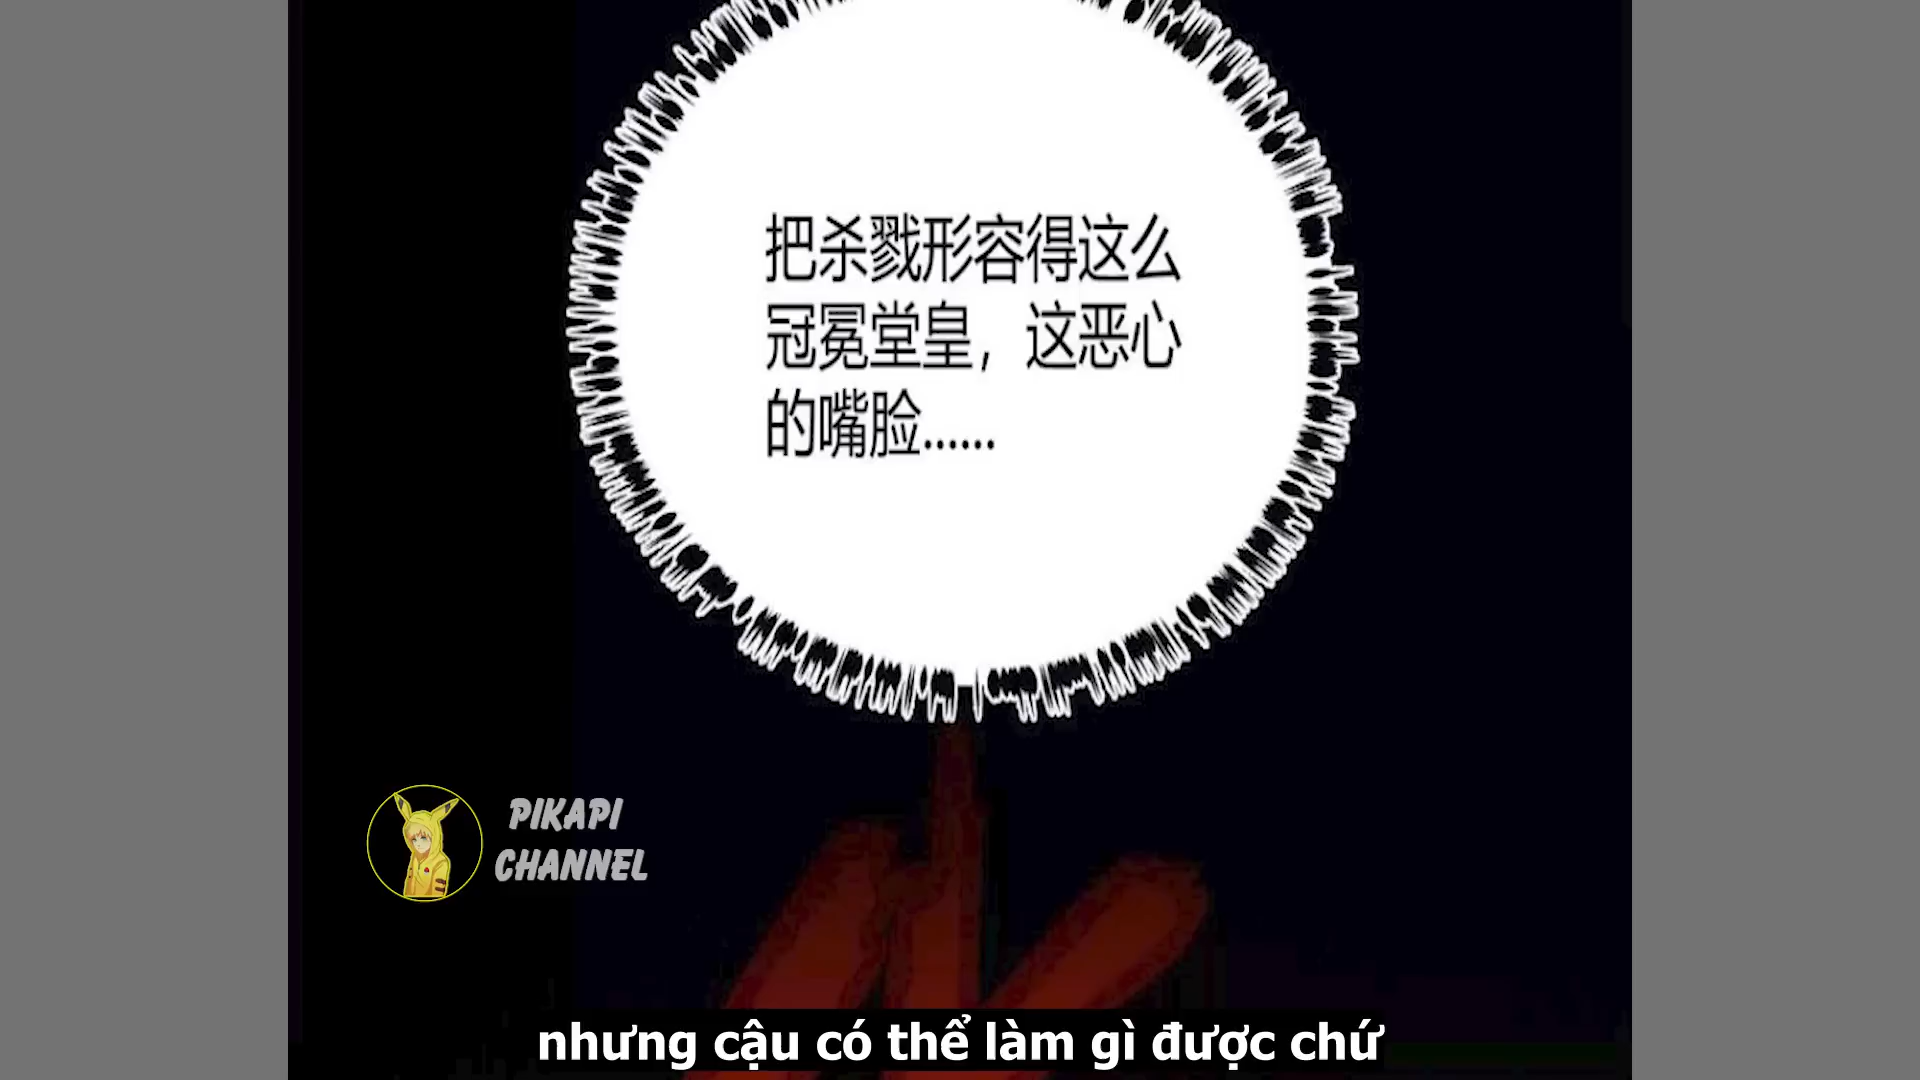 把杀戮形容得这么
冠冕堂皇，这恶心
的嘴脸......
PIKAPI
CHANNEL
nhưng cậu có thể làm gì được chứ